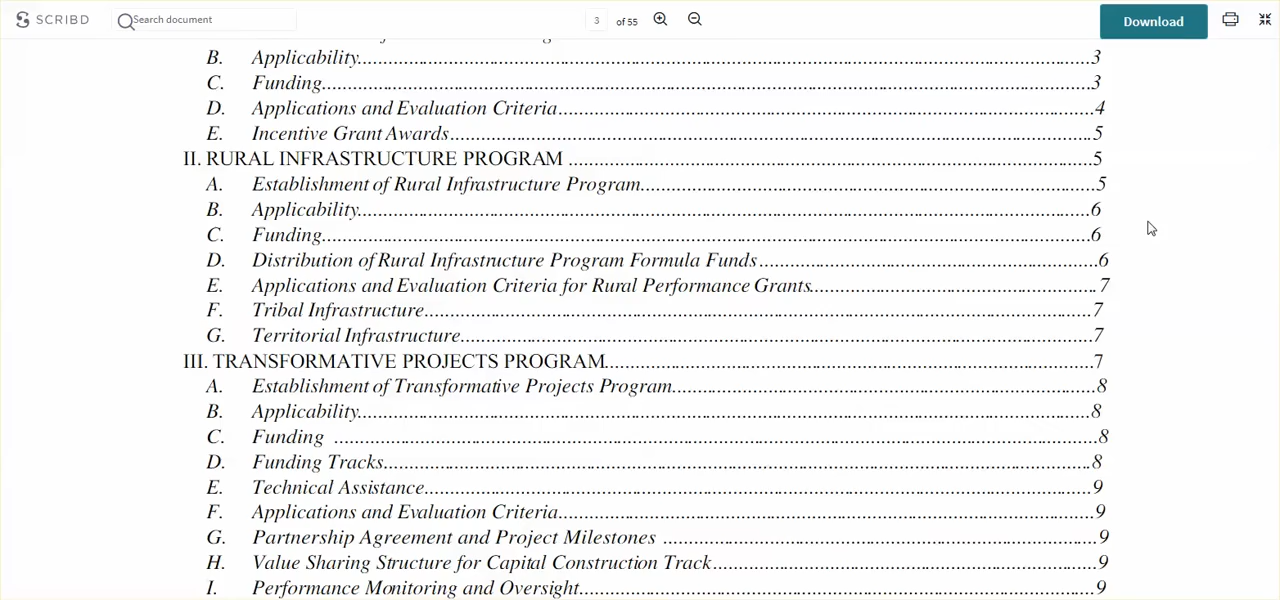 SCRIBD Search document 3 of 55 Download
B. Applicability 3
C. Funding 3
D. Applications and Evaluation Criteria 4
E. Incentive Grant Awards 5
II. RURAL INFRASTRUCTURE PROGRAM 5
A. Establishment of Rural Infrastructure Program 5
B. Applicability 6
C. Funding 6
D. Distribution of Rural Infrastructure Program Formula Funds 6
E. Applications and Evaluation Criteria for Rural Performance Grants 7
F. Tribal Infrastructure 7
G. Territorial Infrastructure 7
III. TRANSFORMATIVE PROJECTS PROGRAM 7
A. Establishment of Transformative Projects Program 8
B. Applicability 8
C. Funding 8
D. Funding Tracks 8
E. Technical Assistance 9
F. Applications and Evaluation Criteria 9
G. Partnership Agreement and Project Milestones 9
H. Value Sharing Structure for Capital Construction Track 9
I. Performance Monitoring and Oversight 9